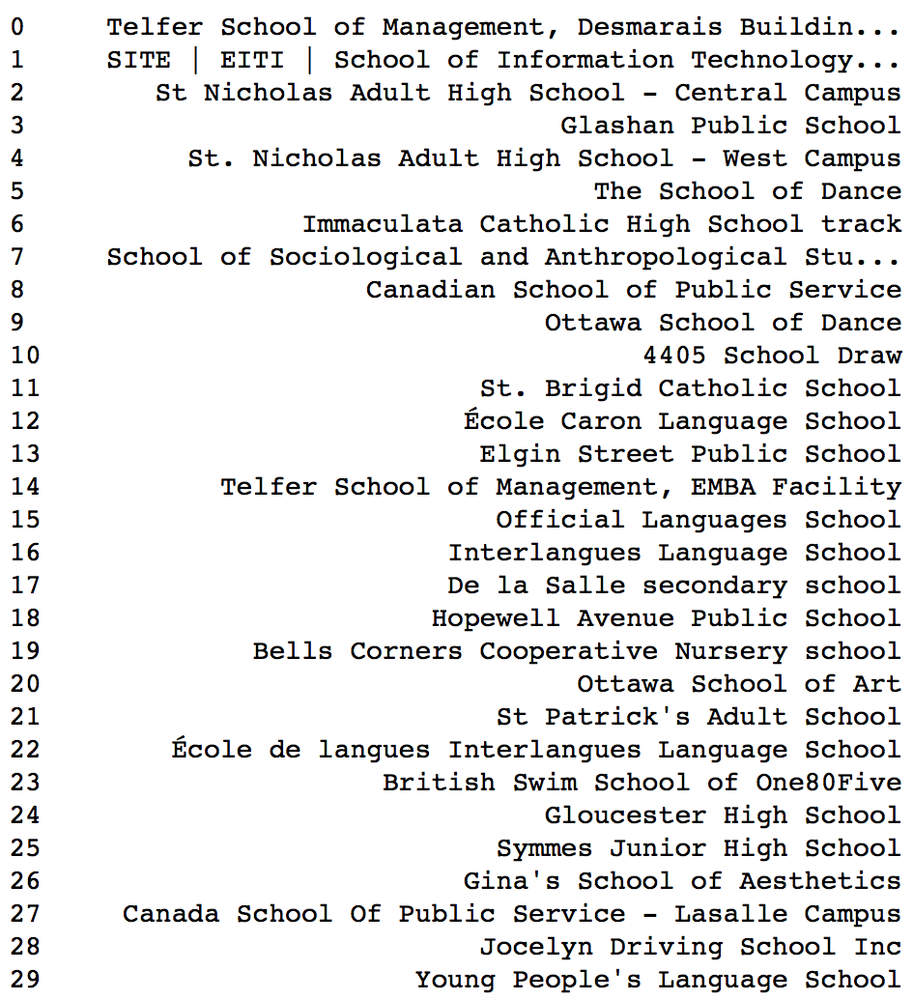 0 Telfer School of Management, Desmarais Buildin...
1 SITE | EITI | School of Information Technology...
2 St Nicholas Adult High School - Central Campus
3 Glashan Public School
4 St. Nicholas Adult High School - West Campus
5 The School of Dance
6 Immaculata Catholic High School track
7 School of Sociological and Anthropological Stu...
8 Canadian School of Public Service
9 Ottawa School of Dance
10 4405 School Draw
11 St. Brigid Catholic School
12 École Caron Language School
13 Elgin Street Public School
14 Telfer School of Management, EMBA Facility
15 Official Languages School
16 Interlangues Language School
17 De la Salle secondary school
18 Hopewell Avenue Public School
19 Bells Corners Cooperative Nursery school
20 Ottawa School of Art
21 St Patrick's Adult School
22 École de langues Interlangues Language School
23 British Swim School of One80Five
24 Gloucester High School
25 Symmes Junior High School
26 Gina's School of Aesthetics
27 Canada School Of Public Service - Lasalle Campus
28 Jocelyn Driving School Inc
29 Young People's Language School